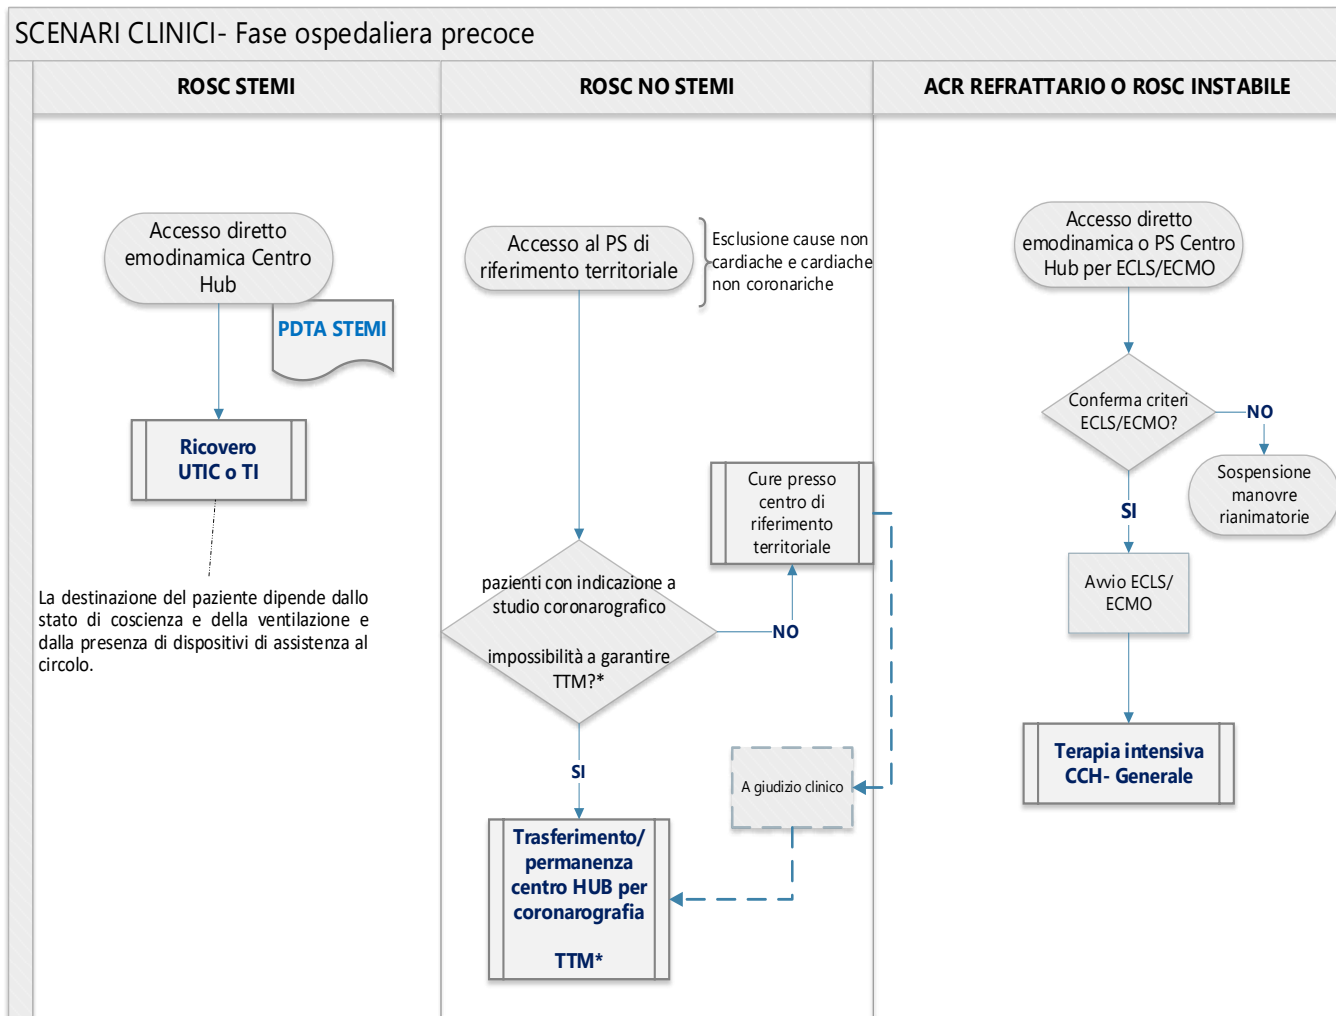 SCENARI CLINICI- Fase ospedaliera precoce
ROSC STEMI
ROSC NO STEMI
ACR REFRATTARIO O ROSC INSTABILE
Accesso diretto
emodinamica Centro
Hub
PDTA STEMI
Ricovero
UTIC o TI
La destinazione del paziente dipende dallo
stato di coscienza e della ventilazione e
dalla presenza di dispositivi di assistenza al
circolo.
Accesso al PS di
riferimento territoriale
Esclusione cause non
cardiache e cardiache
non coronariche
pazienti con indicazione a
studio coronarografico
impossibilità a garantire
TTM?*
NO
Cure presso
centro di
riferimento
territoriale
SI
A giudizio clinico
Trasferimento/
permanenza
centro HUB per
coronarografia
TTM*
Accesso diretto
emodinamica o PS Centro
Hub per ECLS/ECMO
Conferma criteri
ECLS/ECMO?
NO
Sospensione
manovre
rianimatorie
SI
Avvio ECLS/
ECMO
Terapia intensiva
CCH- Generale